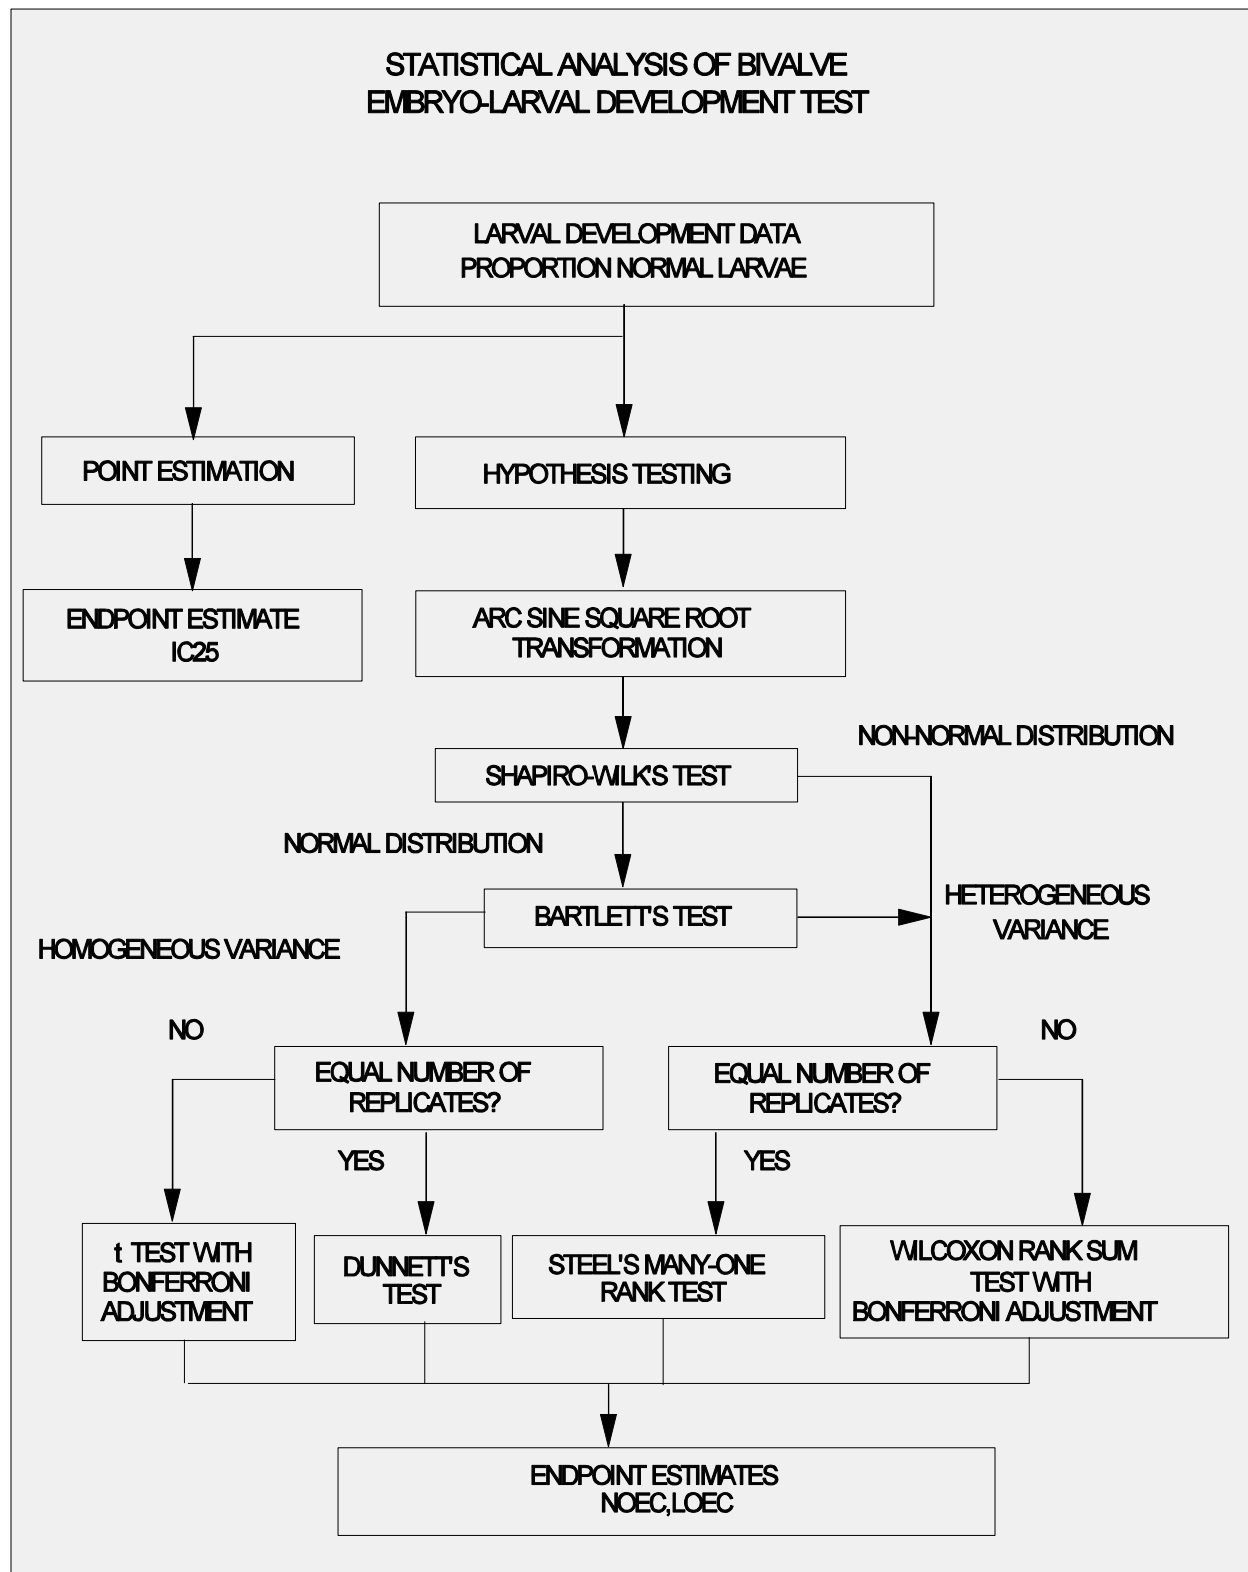 STATISTICAL ANALYSIS OF BIVALVE
EMBRYO-LARVAL DEVELOPMENT TEST
LARVAL DEVELOPMENT DATA
PROPORTION NORMAL LARVAE
POINT ESTIMATION
HYPOTHESIS TESTING
ENDPOINT ESTIMATE
IC25
ARC SINE SQUARE ROOT
TRANSFORMATION
NON-NORMAL DISTRIBUTION
SHAPIRO-WILK'S TEST
NORMAL DISTRIBUTION
BARTLETT'S TEST
HETEROGENEOUS
VARIANCE
HOMOGENEOUS VARIANCE
NO
NO
EQUAL NUMBER OF
REPLICATES?
EQUAL NUMBER OF
REPLICATES?
YES
YES
t TEST WITH
BONFERRONI
ADJUSTMENT
DUNNETT'S
TEST
STEEL'S MANY-ONE
RANK TEST
WILCOXON RANK SUM
TEST WITH
BONFERRONI ADJUSTMENT
ENDPOINT ESTIMATES
NOEC,LOEC